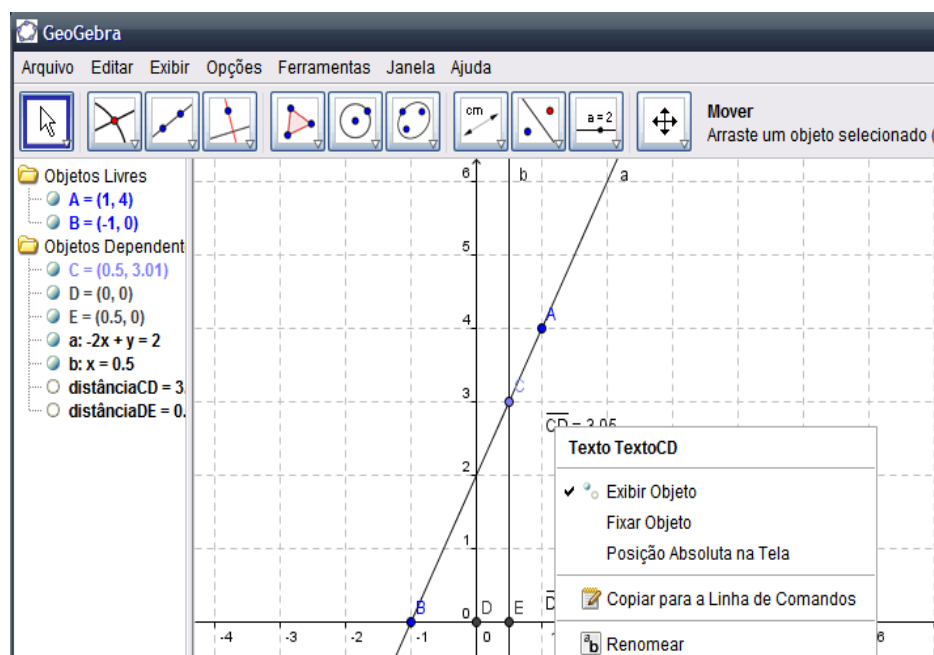 GeoGebra
Arquivo Editar Exibir Opções Ferramentas Janela Ajuda
cm
a=2
Mover
Arraste um objeto selecionado (
Objetos Livres
A = (1, 4)
B = (-1, 0)
Objetos Dependent
C = (0.5, 3.01)
D = (0, 0)
E = (0.5, 0)
a: -2x + y = 2
b: x = 0.5
distânciaCD = 3.
distânciaDE = 0.
6 b a
5
4 A
3 C
CD = 3.05
2
1
0 B D E D
-4 -3 -2 -1 0 1 6
Texto TextoCD
Exibir Objeto
Fixar Objeto
Posição Absoluta na Tela
Copiar para a Linha de Comandos
ab Renomear